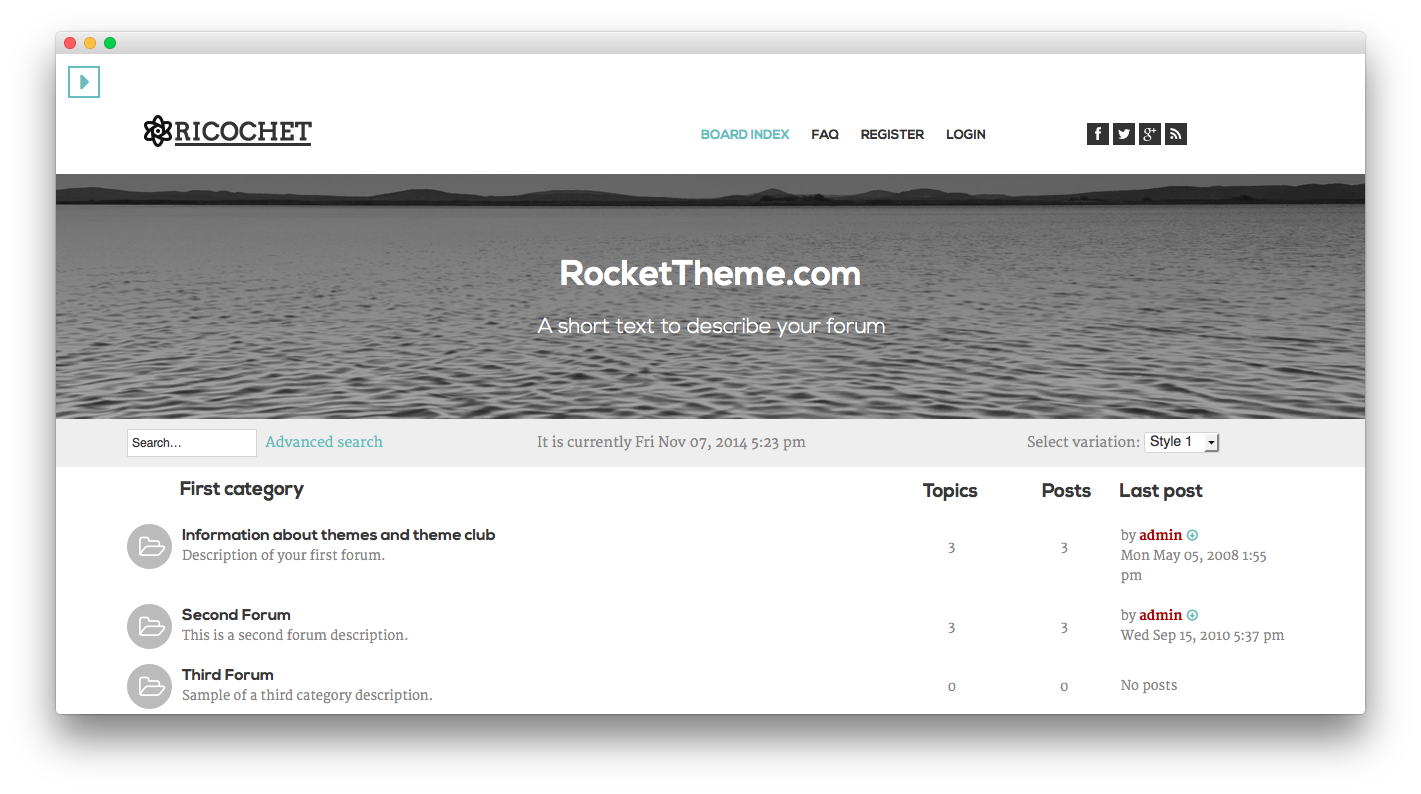 RICOCHET
BOARD INDEX FAQ REGISTER LOGIN
RocketTheme.com
A short text to describe your forum
Search... Advanced search It is currently Fri Nov 07, 2014 5:23 pm Select variation: Style 1
First category Topics Posts Last post
Information about themes and theme club
Description of your first forum.
3 3
by admin
Mon May 05, 2008 1:55
pm
Second Forum
This is a second forum description.
3 3
by admin
Wed Sep 15, 2010 5:37 pm
Third Forum
Sample of a third category description.
0 0
No posts